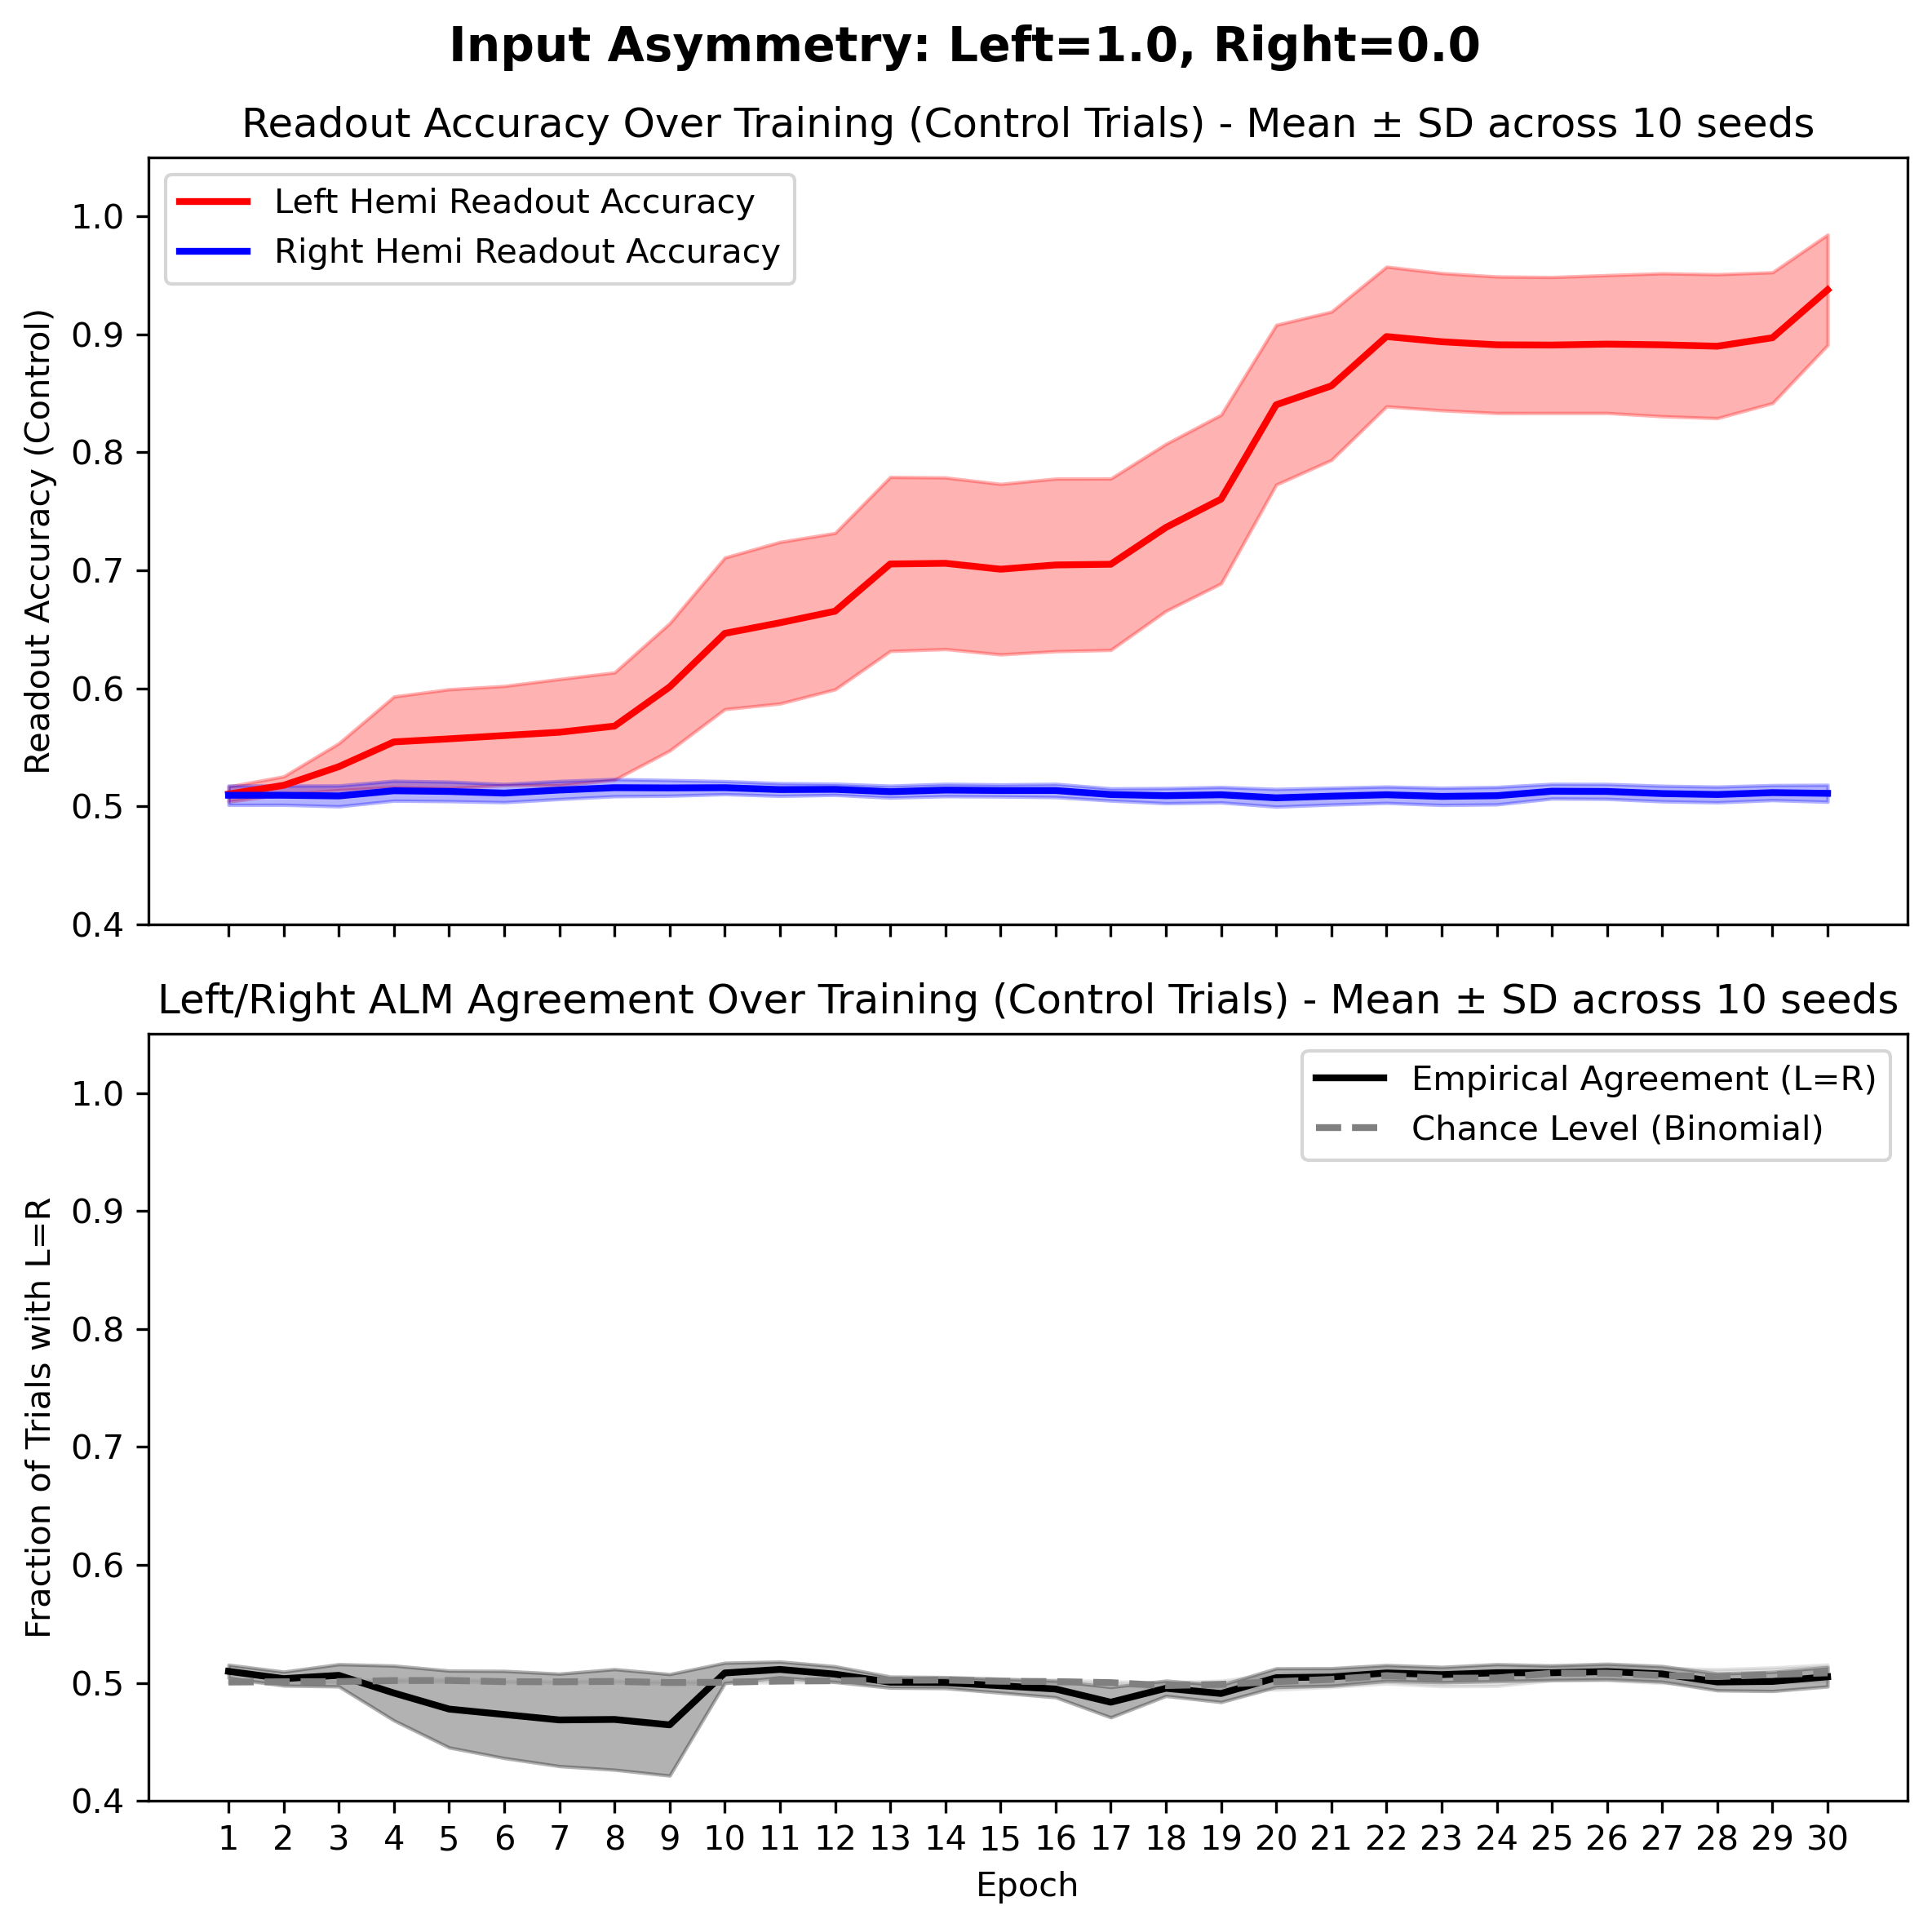 Input Asymmetry: Left=1.0, Right=0.0
Readout Accuracy Over Training (Control Trials) - Mean ± SD across 10 seeds
Left Hemi Readout Accuracy
Right Hemi Readout Accuracy
Readout Accuracy (Control)
1.0
0.9
0.8
0.7
0.6
0.5
0.4
Left/Right ALM Agreement Over Training (Control Trials) - Mean ± SD across 10 seeds
Empirical Agreement (L=R)
Chance Level (Binomial)
Fraction of Trials with L=R
1.0
0.9
0.8
0.7
0.6
0.5
0.4
1 2 3 4 5 6 7 8 9 10 11 12 13 14 15 16 17 18 19 20 21 22 23 24 25 26 27 28 29 30
Epoch